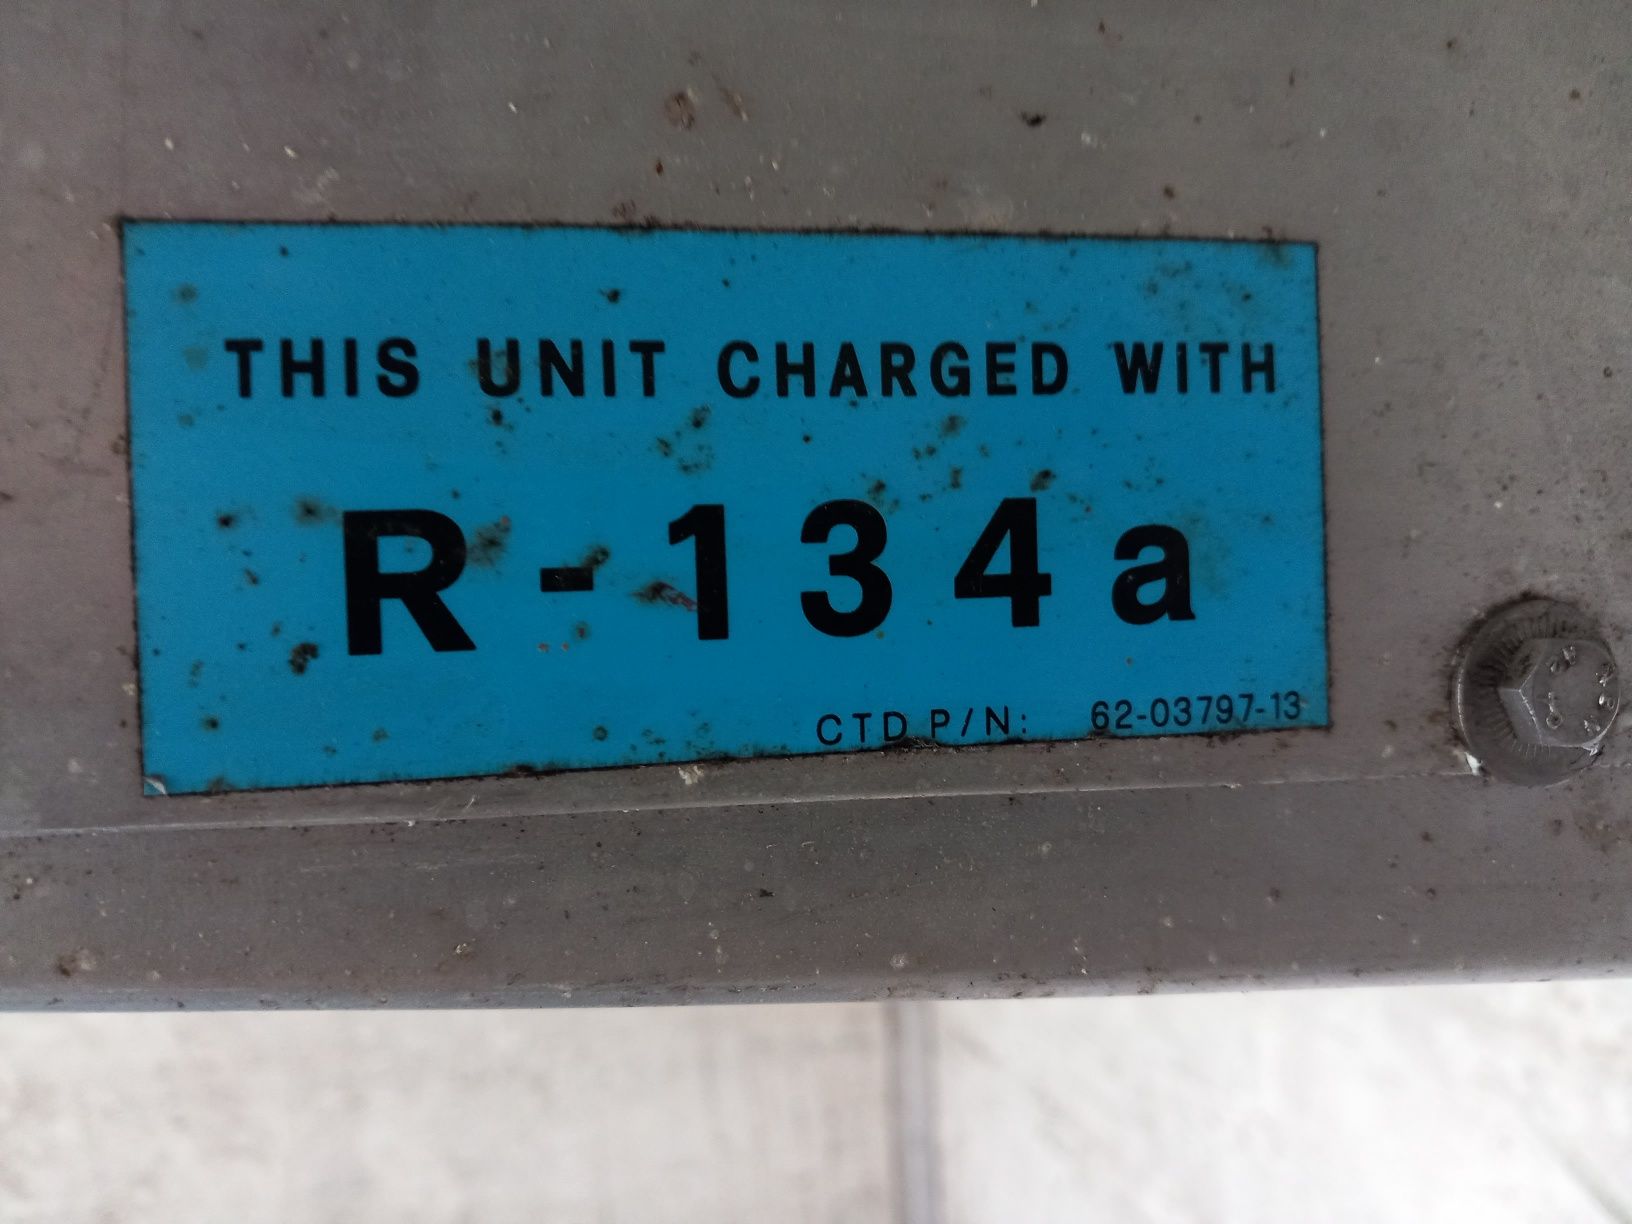 THIS UNIT CHARGED WITH
R-134a
CTD P/N: 62-03797-13